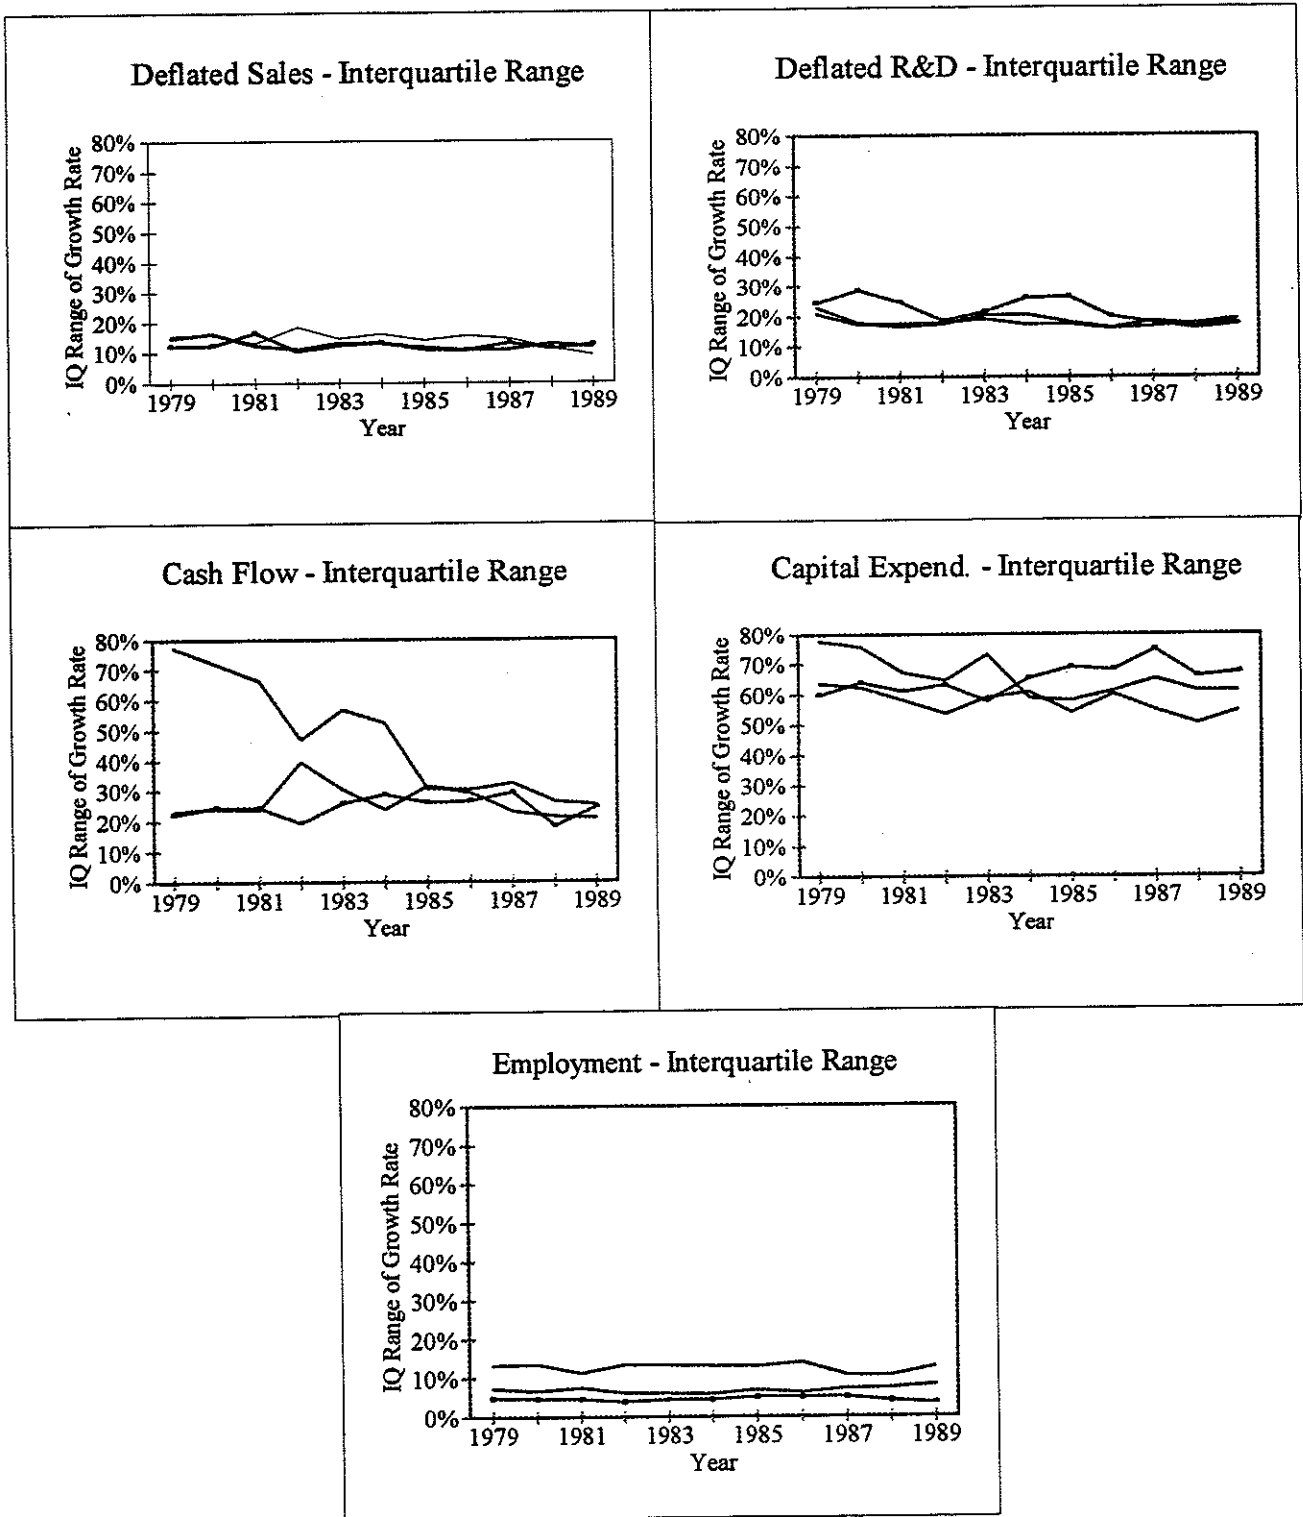 Deflated Sales - Interquartile Range
IQ Range of Growth Rate
80%
70%
60%
50%
40%
30%
20%
10%
0%
1979 1981 1983 1985 1987 1989
Year
Deflated R&D - Interquartile Range
IQ Range of Growth Rate
80%
70%
60%
50%
40%
30%
20%
10%
0%
1979 1981 1983 1985 1987 1989
Year
Cash Flow - Interquartile Range
IQ Range of Growth Rate
80%
70%
60%
50%
40%
30%
20%
10%
0%
1979 1981 1983 1985 1987 1989
Year
Capital Expend. - Interquartile Range
IQ Range of Growth Rate
80%
70%
60%
50%
40%
30%
20%
10%
0%
1979 1981 1983 1985 1987 1989
Year
Employment - Interquartile Range
IQ Range of Growth Rate
80%
70%
60%
50%
40%
30%
20%
10%
0%
1979 1981 1983 1985 1987 1989
Year